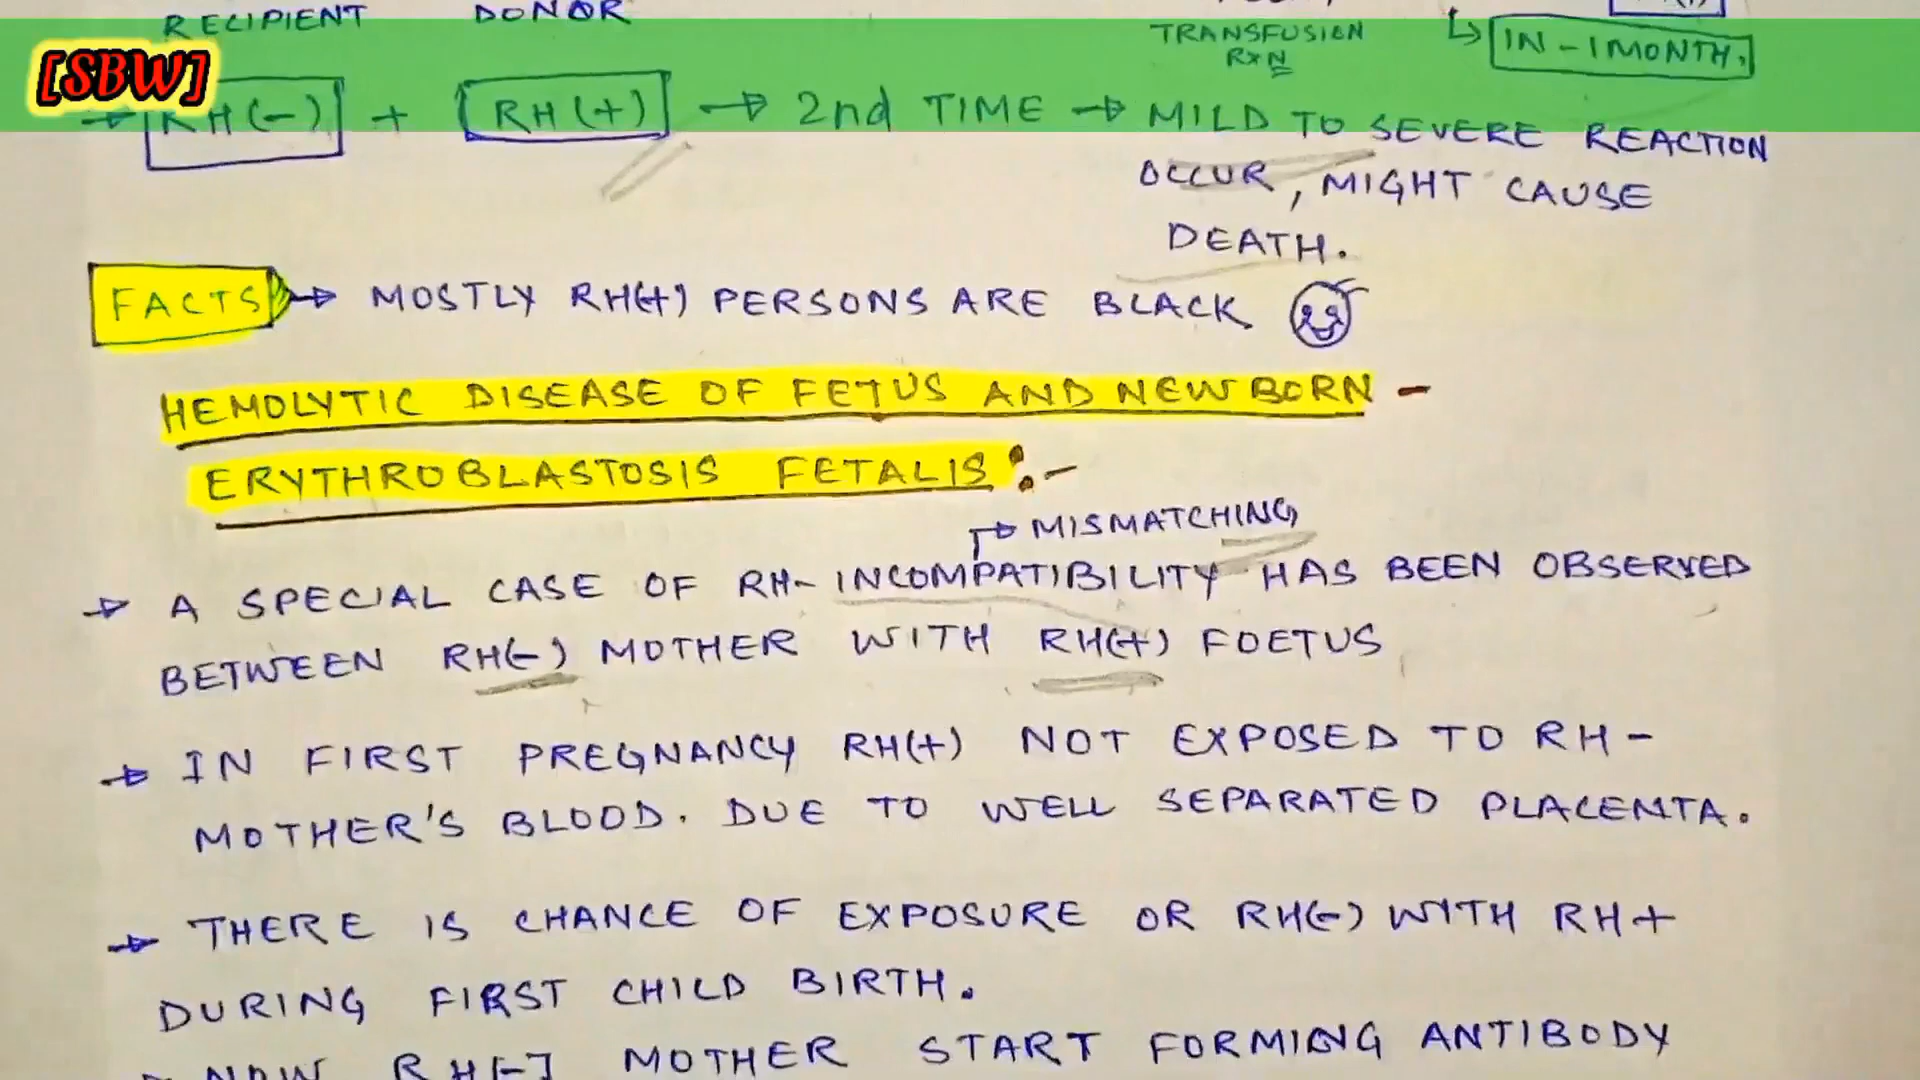 RECIPIENT DONOR
TRANSFUSION
RXN
IN-1 MONTH.
[SBW]
RH(-) + RH(+) → 2nd TIME → MILD TO SEVERE REACTION
OCCUR, MIGHT CAUSE
DEATH.
FACTS → MOSTLY RH(+) PERSONS ARE BLACK
HEMOLYTIC DISEASE OF FETUS AND NEW BORN -
ERYTHROBLASTOSIS FETALIS :-
→ MISMATCHING
→ A SPECIAL CASE OF RH-INCOMPATIBILITY HAS BEEN OBSERVED
BETWEEN RH(-) MOTHER WITH RH(+) FOETUS
→ IN FIRST PREGNANCY RH(+) NOT EXPOSED TO RH-
MOTHER'S BLOOD. DUE TO WELL SEPARATED PLACENTA.
→ THERE IS CHANCE OF EXPOSURE OR RH(-) WITH RH+
DURING FIRST CHILD BIRTH.
NOW RH[-] MOTHER START FORMING ANTIBODY